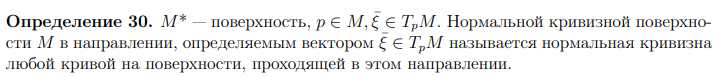 Определение 30. M* — поверхность, p ∈ M, ξ̄ ∈ TₚM. Нормальной кривизной поверхно-
сти M в направлении, определяемым вектором ξ̄ ∈ TₚM называется нормальная кривизна
любой кривой на поверхности, проходящей в этом направлении.